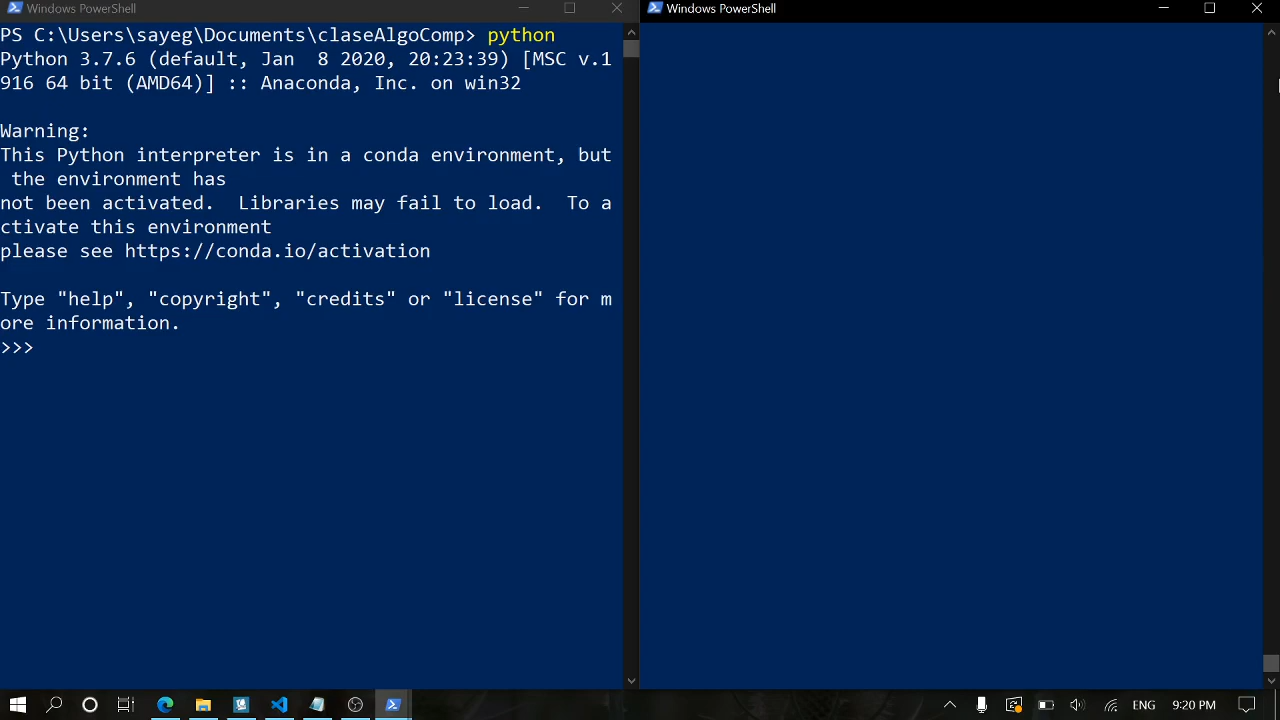 Windows PowerShell
PS C:\Users\sayeg\Documents\claseAlgoComp> python
Python 3.7.6 (default, Jan  8 2020, 20:23:39) [MSC v.1
916 64 bit (AMD64)] :: Anaconda, Inc. on win32
Warning:
This Python interpreter is in a conda environment, but
 the environment has
not been activated.  Libraries may fail to load.  To a
ctivate this environment
please see https://conda.io/activation
Type "help", "copyright", "credits" or "license" for m
ore information.
>>>
Windows PowerShell
ENG
9:20 PM